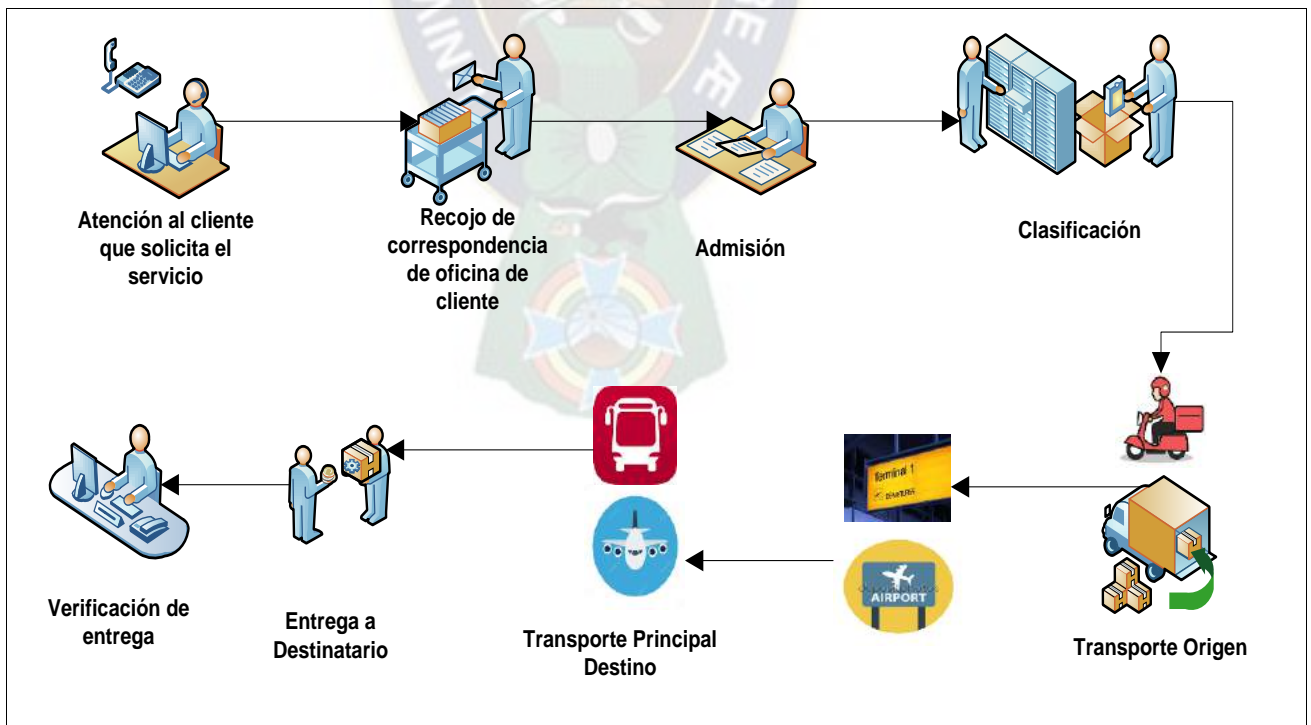 Atención al cliente
que solicita el
servicio
Recojo de
correspondencia
de oficina de
cliente
Admisión
Clasificación
Terminal 1
AIRPORT
Verificación de
entrega
Entrega a
Destinatario
Transporte Principal
Destino
Transporte Origen